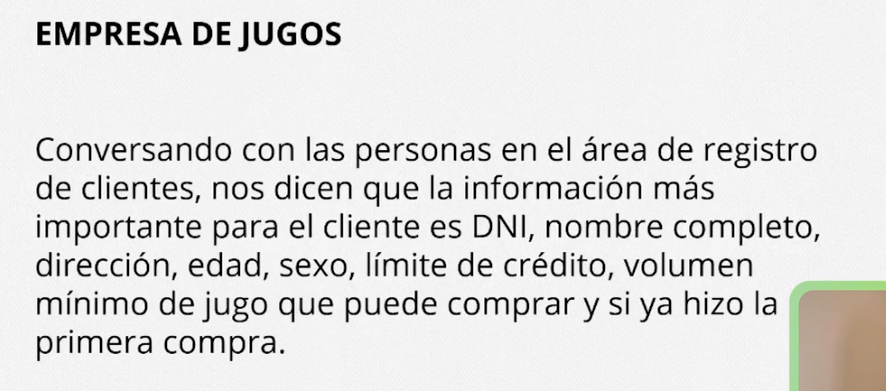 EMPRESA DE JUGOS
Conversando con las personas en el área de registro
de clientes, nos dicen que la información más
importante para el cliente es DNI, nombre completo,
dirección, edad, sexo, límite de crédito, volumen
mínimo de jugo que puede comprar y si ya hizo la
primera compra.